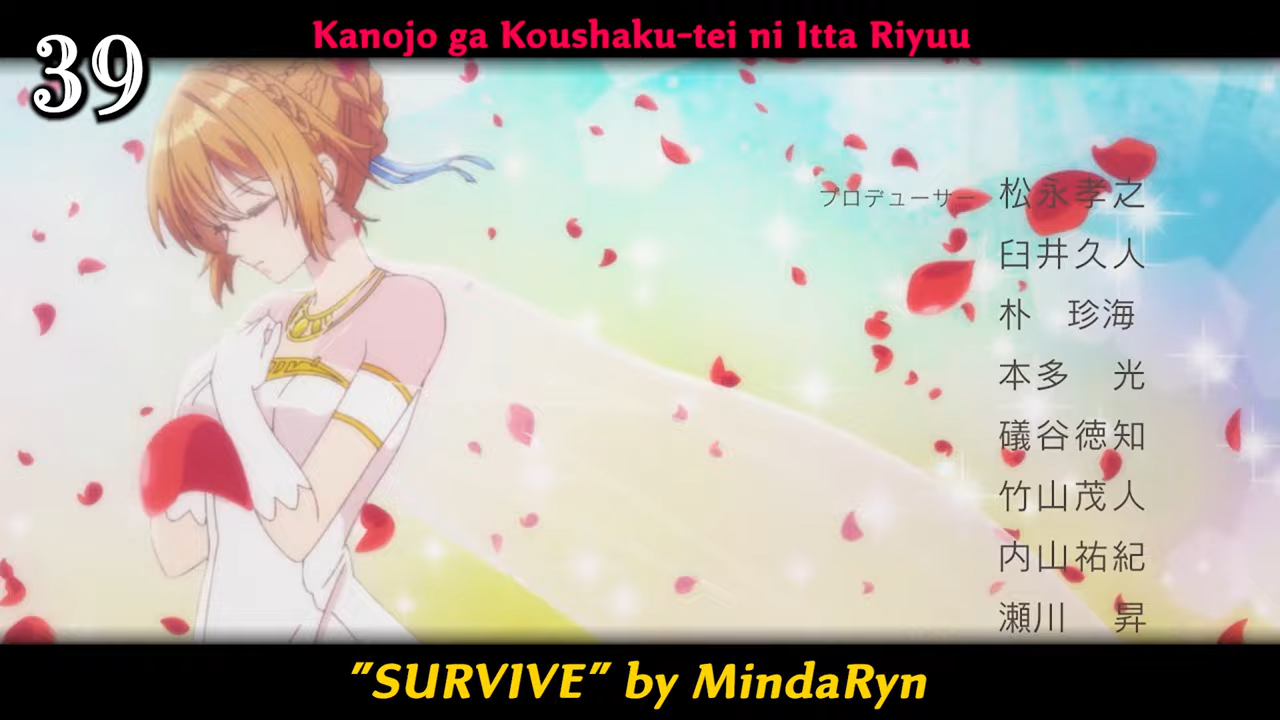 Kanojo ga Koushaku-tei ni Itta Riyuu
39
プロデューサー 松永孝之
臼井久人
朴 珍海
本多 光
礒谷徳知
竹山茂人
内山祐紀
瀬川 昇
"SURVIVE" by MindaRyn